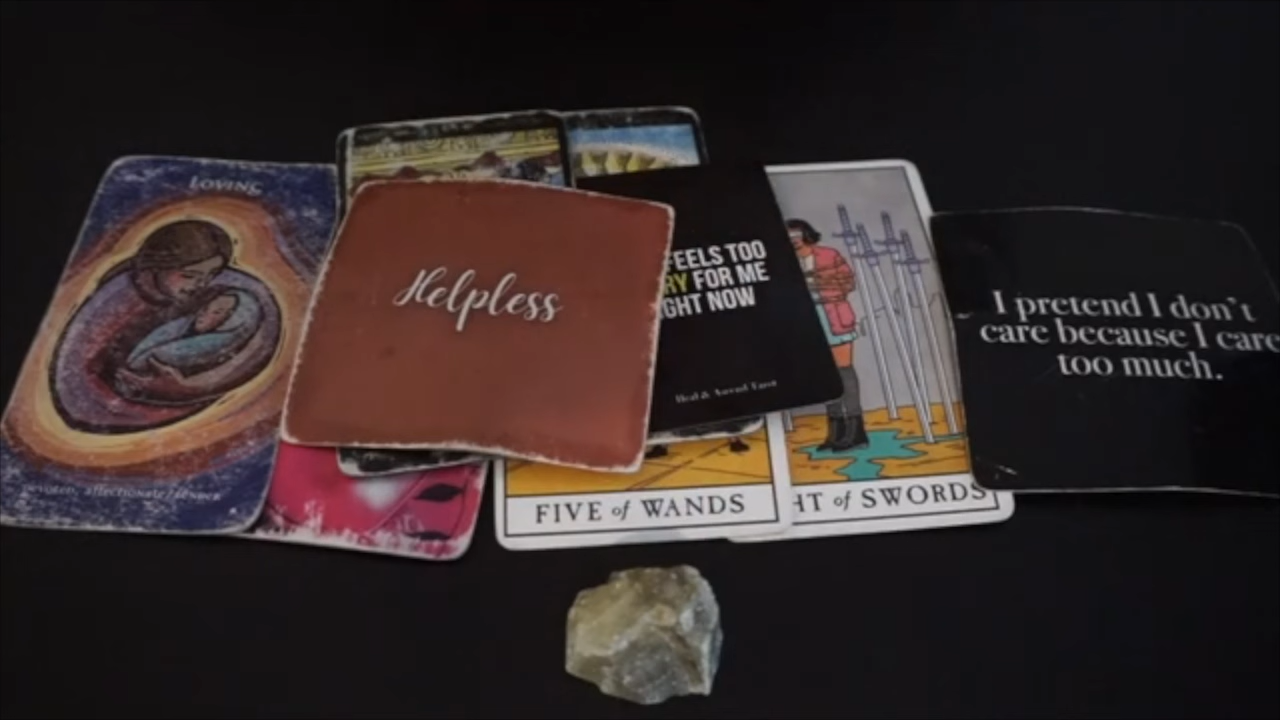 LOVING
devoted, affectionate, tender
Helpless
FEELS TOO
RY FOR ME
GHT NOW
Heal & Ascend Tarot
I pretend I don't
care because I care
too much.
FIVE of WANDS
HT of SWORDS